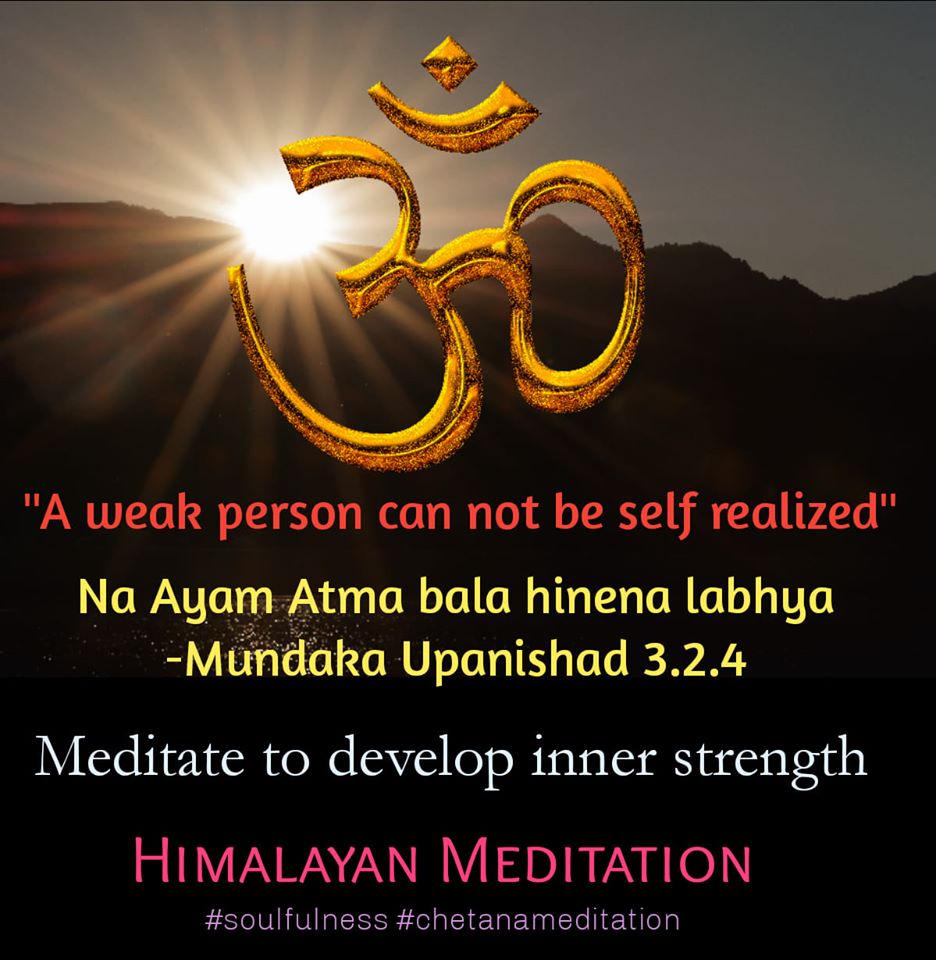 ॐ
"A weak person can not be self realized"
Na Ayam Atma bala hinena labhya
-Mundaka Upanishad 3.2.4
Meditate to develop inner strength
HIMALAYAN MEDITATION
#soulfulness #chetanameditation